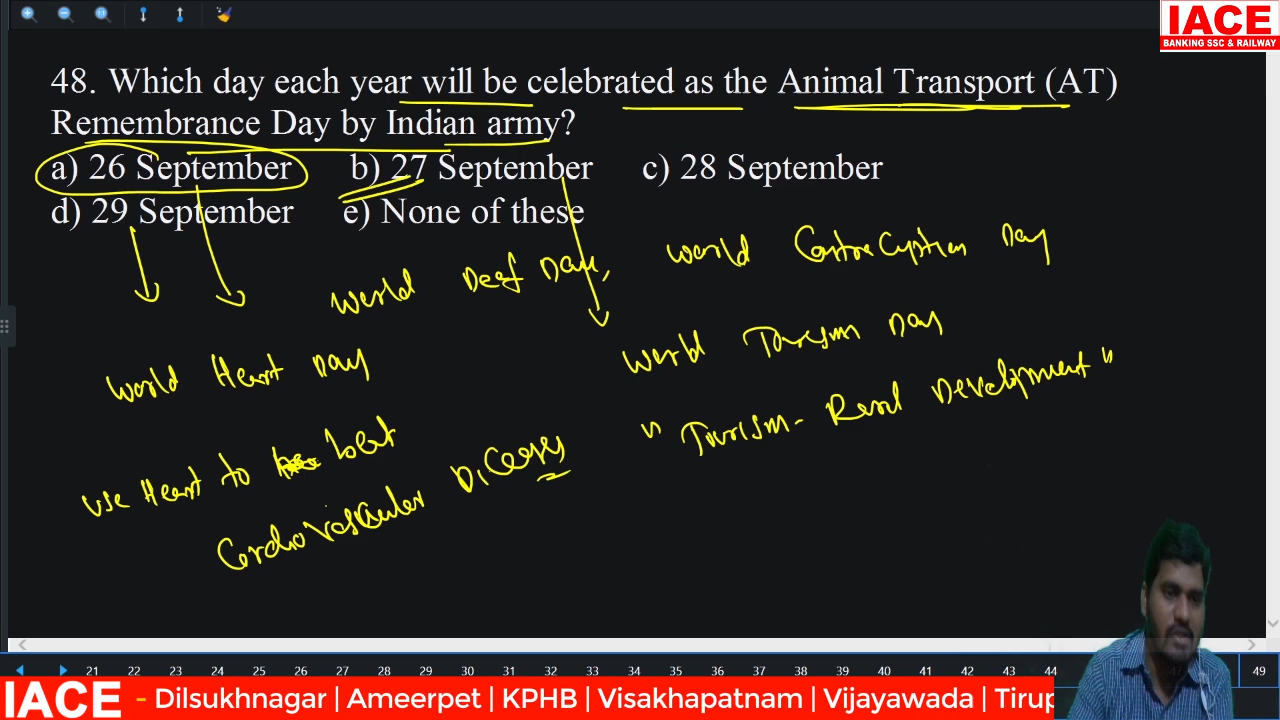 IACE
BANKING SSC & RAILWAY
48. Which day each year will be celebrated as the Animal Transport (AT)
Remembrance Day by Indian army?
a) 26 September b) 27 September c) 28 September
d) 29 September e) None of these
World Deaf Day, World Day
World Heart Day
World Tourism Day
"Tourism - Rural Development"
Use Heart to beat
Cardiovascular Diceases
21 22 23 24 25 26 27 28 29 30 31 32 33 34 35 36 37 38 39 40 41 42 43 44 49
IACE - Dilsukhnagar | Ameerpet | KPHB | Visakhapatnam | Vijayawada | Tirup